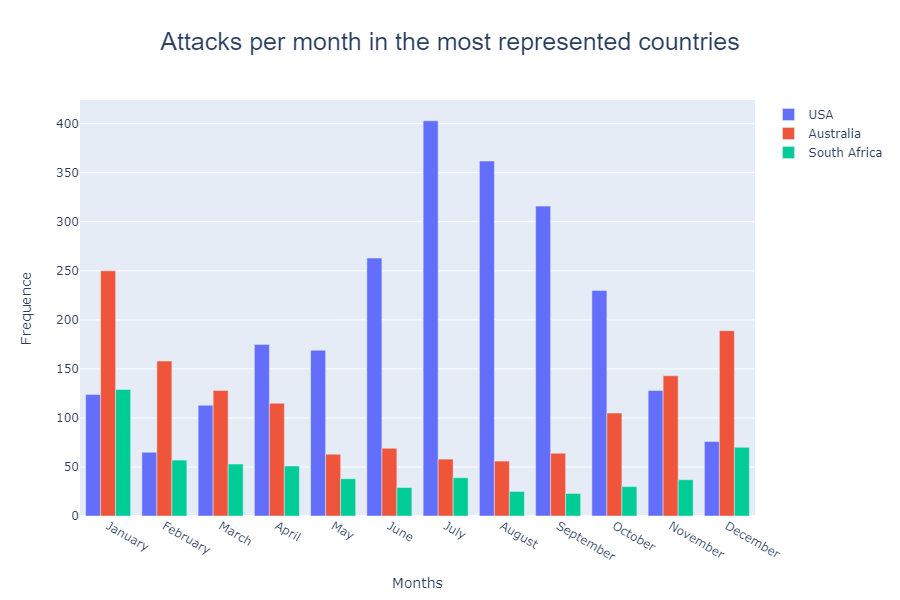 Attacks per month in the most represented countries
USA
Australia
South Africa
400
350
300
250
200
150
100
50
0
Frequence
January
February
March
April
May
June
July
August
September
October
November
December
Months